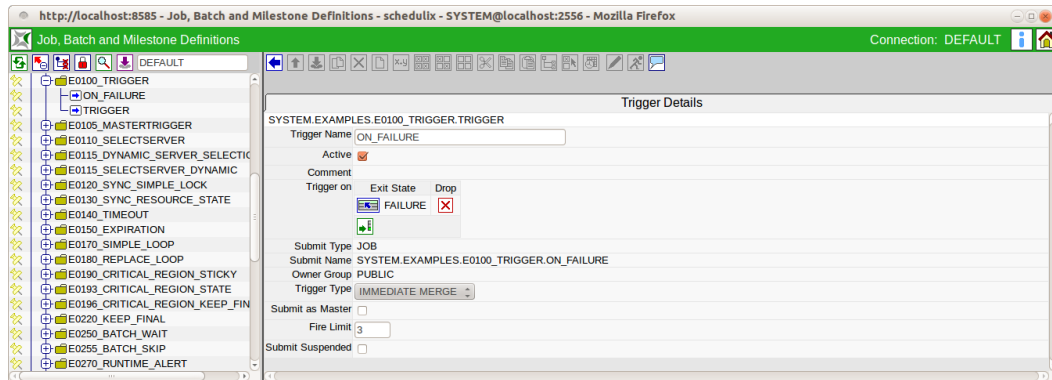 http://localhost:8585 - Job, Batch and Milestone Definitions - schedulix - SYSTEM@localhost:2556 - Mozilla Firefox
Job, Batch and Milestone Definitions
Connection: DEFAULT
DEFAULT
E0100_TRIGGER
ON_FAILURE
TRIGGER
E0105_MASTERTRIGGER
E0110_SELECTSERVER
E0115_DYNAMIC_SERVER_SELECTI
E0115_SELECTSERVER_DYNAMIC
E0120_SYNC_SIMPLE_LOCK
E0130_SYNC_RESOURCE_STATE
E0140_TIMEOUT
E0150_EXPIRATION
E0170_SIMPLE_LOOP
E0180_REPLACE_LOOP
E0190_CRITICAL_REGION_STICKY
E0193_CRITICAL_REGION_STATE
E0196_CRITICAL_REGION_KEEP_FIN
E0220_KEEP_FINAL
E0250_BATCH_WAIT
E0255_BATCH_SKIP
E0270_RUNTIME_ALERT
Trigger Details
SYSTEM.EXAMPLES.E0100_TRIGGER.TRIGGER
Trigger Name ON_FAILURE
Active
Comment
Trigger on Exit State Drop
FAILURE
Submit Type JOB
Submit Name SYSTEM.EXAMPLES.E0100_TRIGGER.ON_FAILURE
Owner Group PUBLIC
Trigger Type IMMEDIATE MERGE
Submit as Master
Fire Limit 3
Submit Suspended